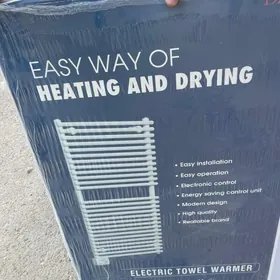 EASY WAY OF
HEATING AND DRYING
• Easy installation
• Easy operation
• Electronic control
• Energy saving control unit
• Modern design
• High quality
• Realiable brand
ELECTRIC TOWEL WARMER